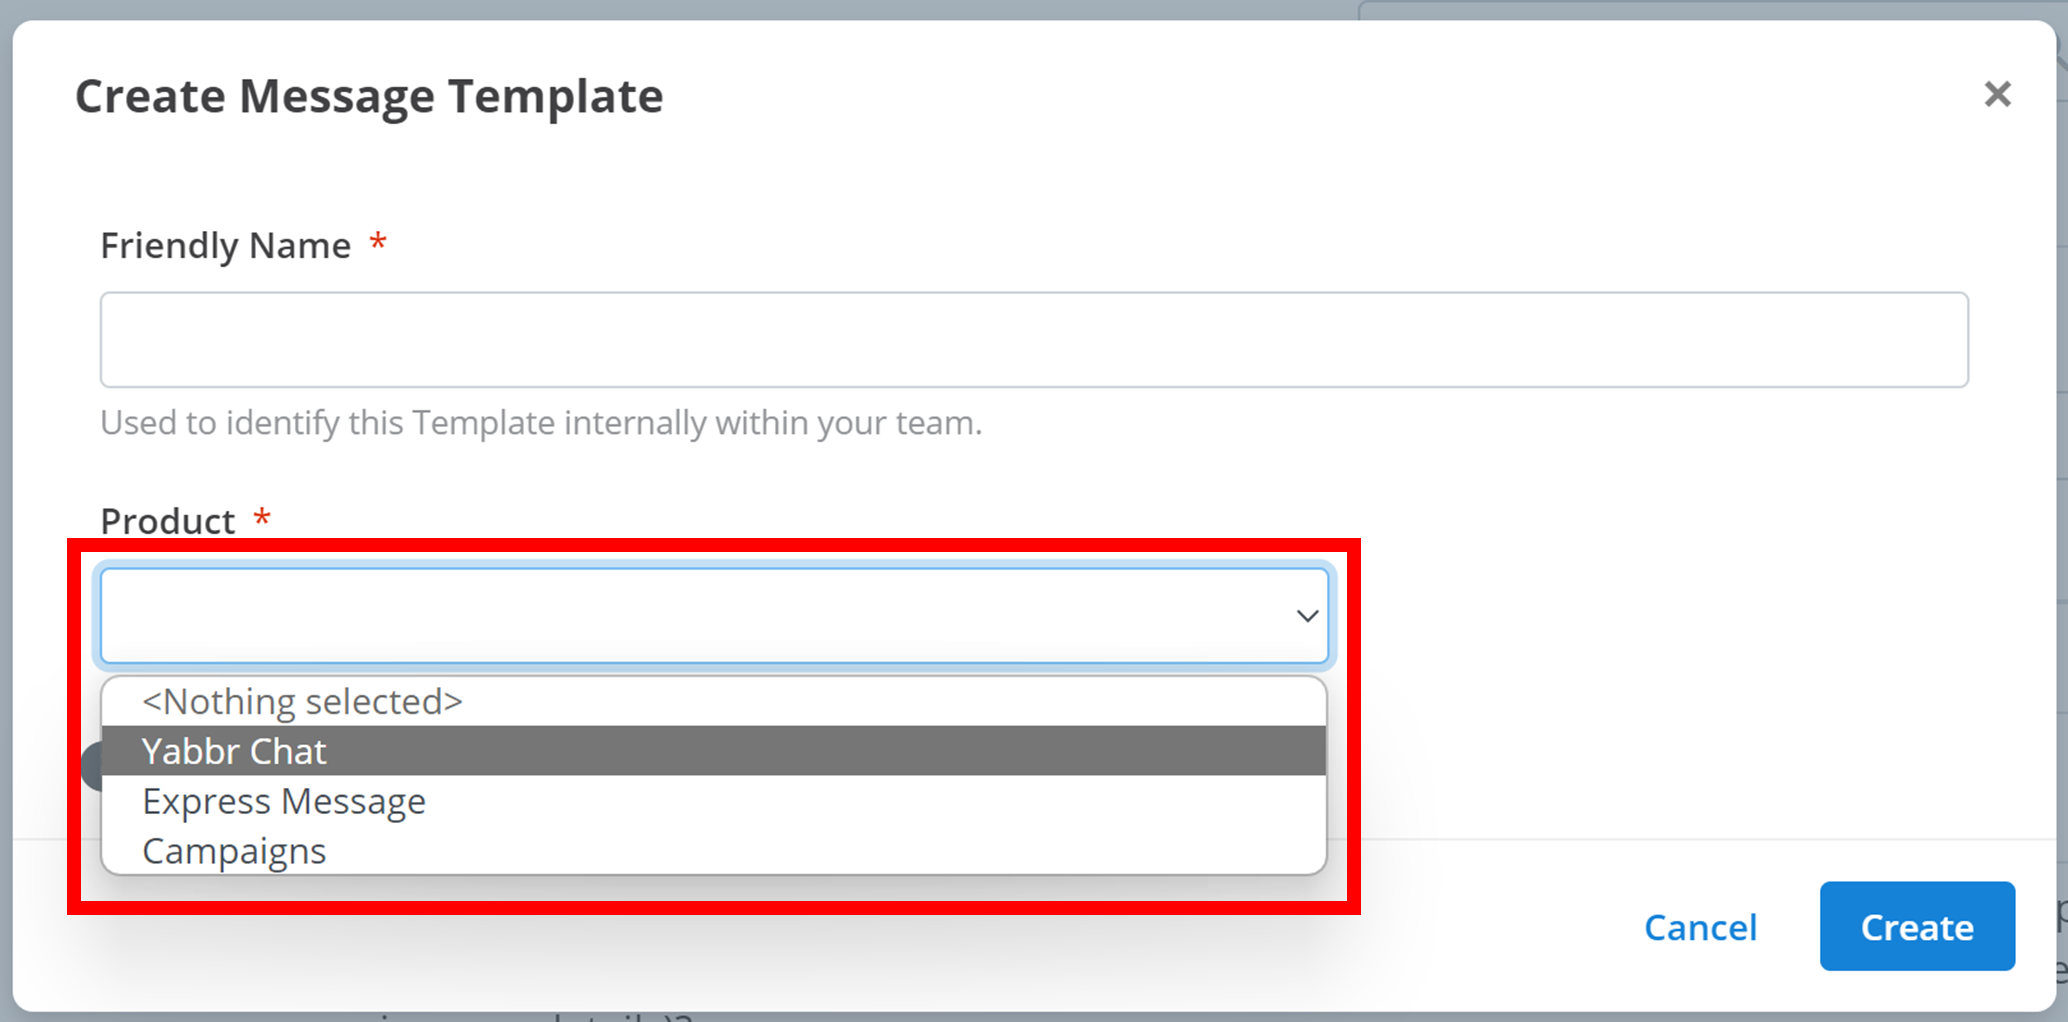 Create Message Template
Friendly Name *
Used to identify this Template internally within your team.
Product *
<Nothing selected>
Yabbr Chat
Express Message
Campaigns
Cancel
Create